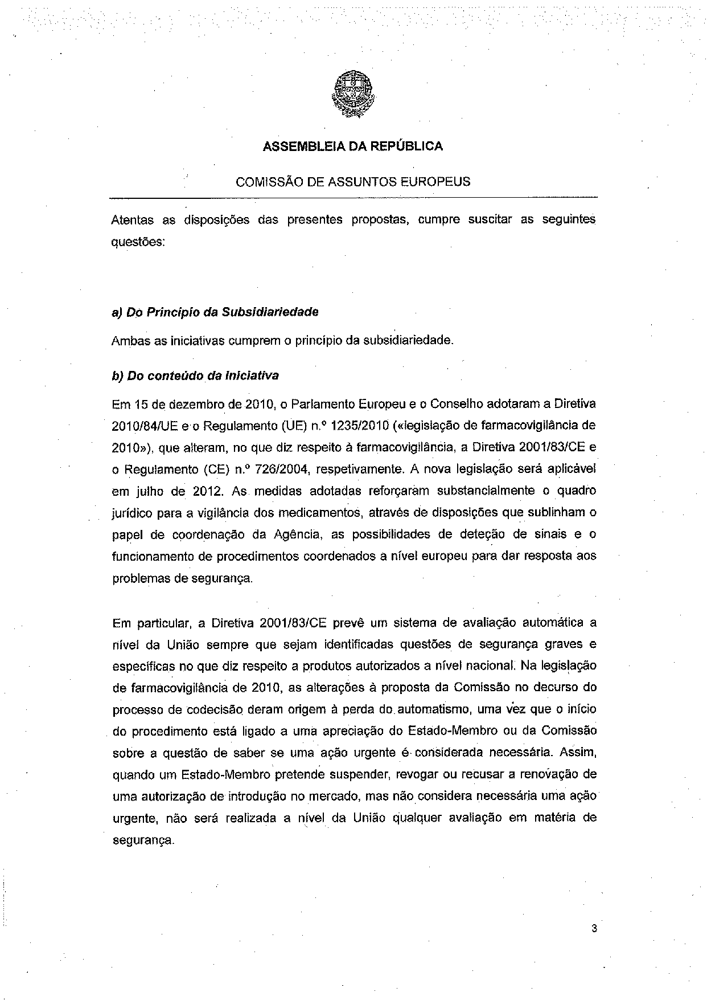 ASSEMBLEIA DA REPÚBLICA
COMISSÃO DE ASSUNTOS EUROPEUS
Atentas as disposições das presentes propostas, cumpre suscitar as seguintes
questões:
a) Do Princípio da Subsidiariedade
Ambas as iniciativas cumprem o princípio da subsidiariedade.
b) Do conteúdo da iniciativa
Em 15 de dezembro de 2010, o Parlamento Europeu e o Conselho adotaram a Diretiva
2010/84/UE e o Regulamento (UE) n.º 1235/2010 («legislação de farmacovigilância de
2010»), que alteram, no que diz respeito à farmacovigilância, a Diretiva 2001/83/CE e
o Regulamento (CE) n.º 726/2004, respetivamente. A nova legislação será aplicável
em julho de 2012. As medidas adotadas reforçaram substancialmente o quadro
jurídico para a vigilância dos medicamentos, através de disposições que sublinham o
papel de coordenação da Agência, as possibilidades de deteção de sinais e o
funcionamento de procedimentos coordenados a nível europeu para dar resposta aos
problemas de segurança.
Em particular, a Diretiva 2001/83/CE prevê um sistema de avaliação automática a
nível da União sempre que sejam identificadas questões de segurança graves e
específicas no que diz respeito a produtos autorizados a nível nacional. Na legislação
de farmacovigilância de 2010, as alterações à proposta da Comissão no decurso do
processo de codecisão deram origem à perda do automatismo, uma vez que o início
do procedimento está ligado a uma apreciação do Estado-Membro ou da Comissão
sobre a questão de saber se uma ação urgente é considerada necessária. Assim,
quando um Estado-Membro pretende suspender, revogar ou recusar a renovação de
uma autorização de introdução no mercado, mas não considera necessária uma ação
urgente, não será realizada a nível da União qualquer avaliação em matéria de
segurança.
3